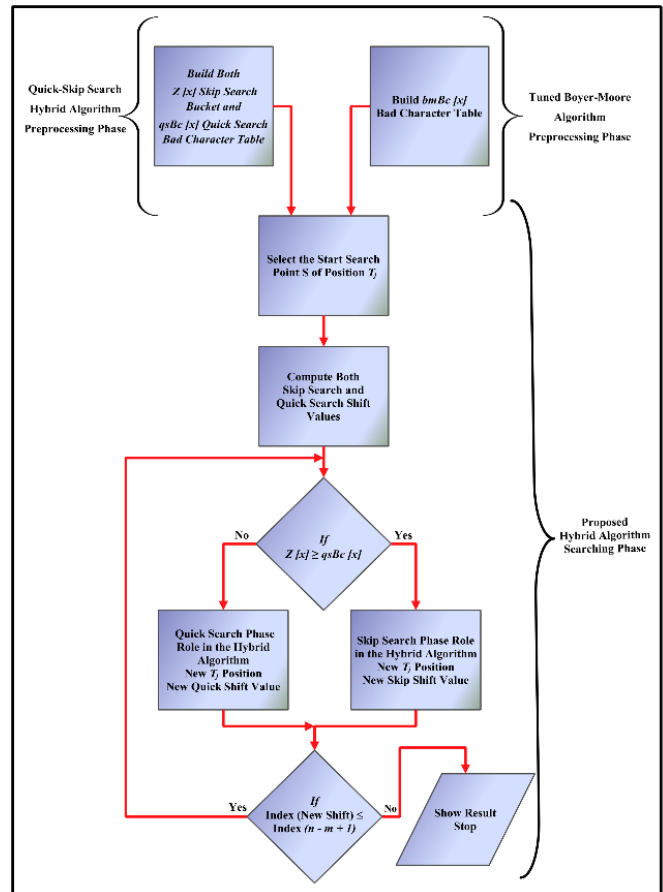 Quick-Skip Search
Hybrid Algorithm
Preprocessing Phase
Build Both
Z [x] Skip Search
Bucket and
qsBc [x] Quick Search
Bad Character Table
Build bmBc [x]
Bad Character Table
Tuned Boyer-Moore
Algorithm
Preprocessing Phase
Select the Start Search
Point S of Position Tj
Compute Both
Skip Search and
Quick Search Shift
Values
If
Z [x] ≥ qsBc [x]
No
Yes
Quick Search Phase
Role in the Hybrid
Algorithm
New Tj Position
New Quick Shift Value
Skip Search Phase Role
in the Hybrid Algorithm
New Tj Position
New Skip Shift Value
Proposed
Hybrid Algorithm
Searching Phase
If
Index (New Shift) ≤
Index (n - m + 1)
Yes
No
Show Result
Stop